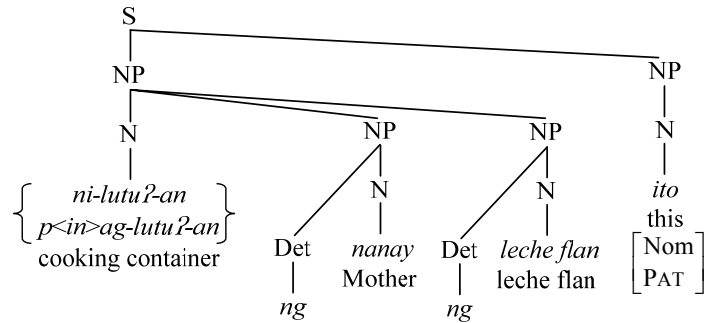 S
NP NP
N NP NP N
ni-lutuʔ-an N N ito
p<in>ag-lutuʔ-an this
cooking container Det nanay Det leche flan [Nom
Mother leche flan PAT]
ng ng